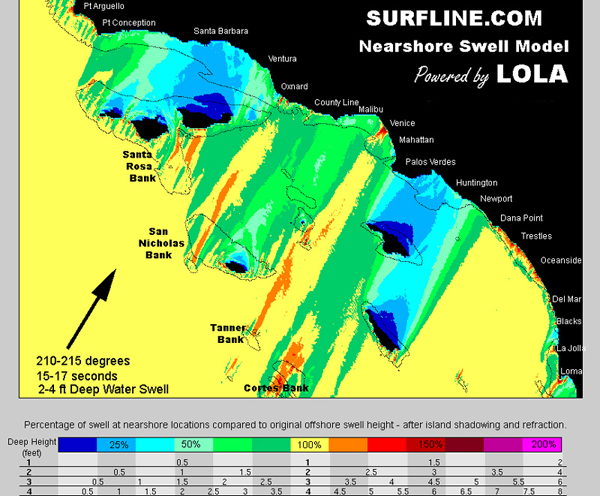 Pt Arguello
Pt Conception
Santa Barbara
Ventura
Oxnard
County Line
Malibu
Venice
Mahattan
Palos Verdes
Huntington
Newport
Dana Point
Trestles
Oceanside
Del Mar
Blacks
La Jolla
Loma
SURFLINE.COM
Nearshore Swell Model
Powered by LOLA
Santa
Rosa
Bank
San
Nicholas
Bank
Tanner
Bank
Cortes Bank
210-215 degrees
15-17 seconds
2-4 ft Deep Water Swell
Percentage of swell at nearshore locations compared to original offshore swell height - after island shadowing and refraction.
Deep Height
(feet)
25% 50% 100% 150% 200%
1 0.5 1 1.5 2
2 0.5 1 1.5 2 2.5 3 3.5 4
3 0.5 1 1.5 2 2.5 3 3.5 4 4.5 5 5.5 6
4 0.5 1 1.5 2 2.5 3 3.5 4 4.5 5 5.5 6 6.5 7 7.5 8